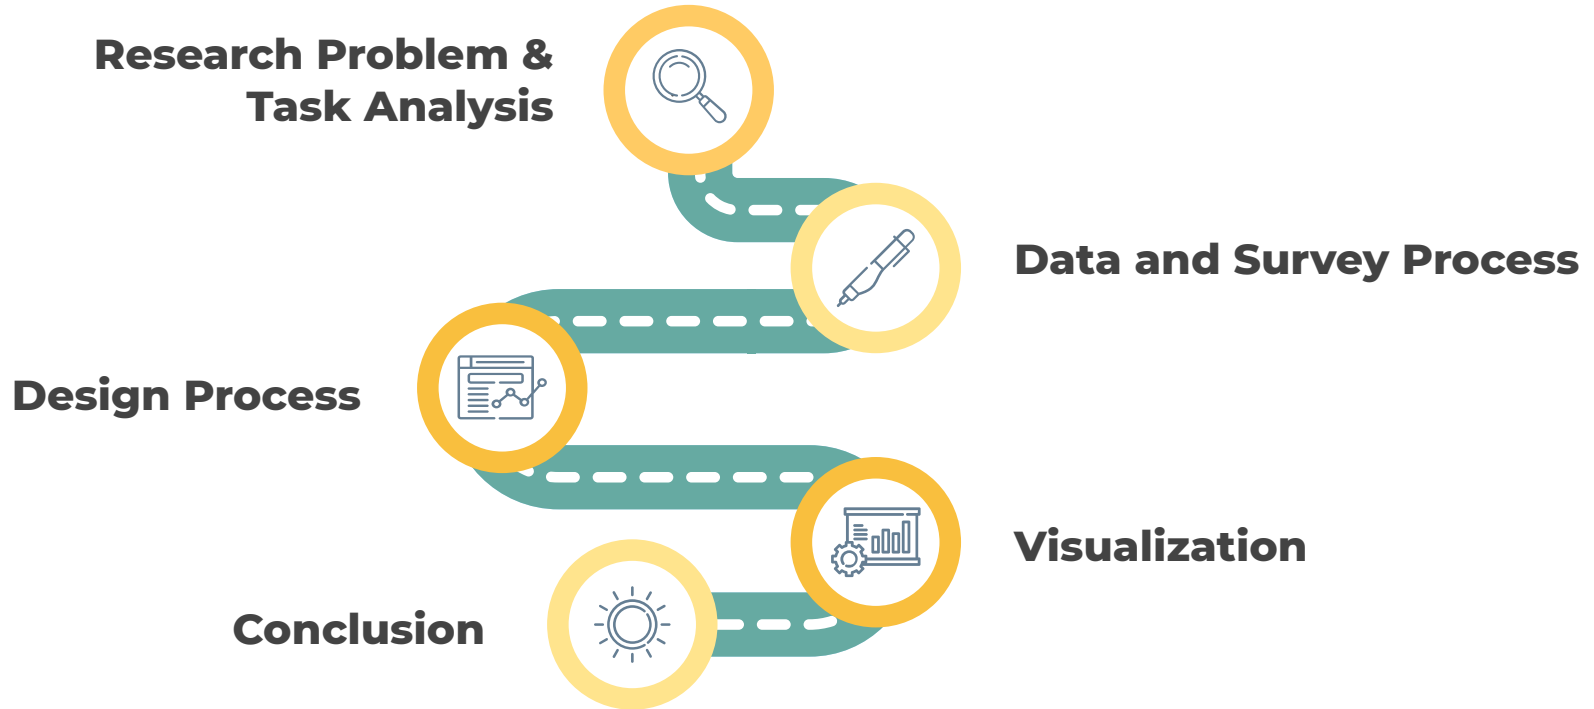 Research Problem &
Task Analysis
Data and Survey Process
Design Process
Visualization
Conclusion